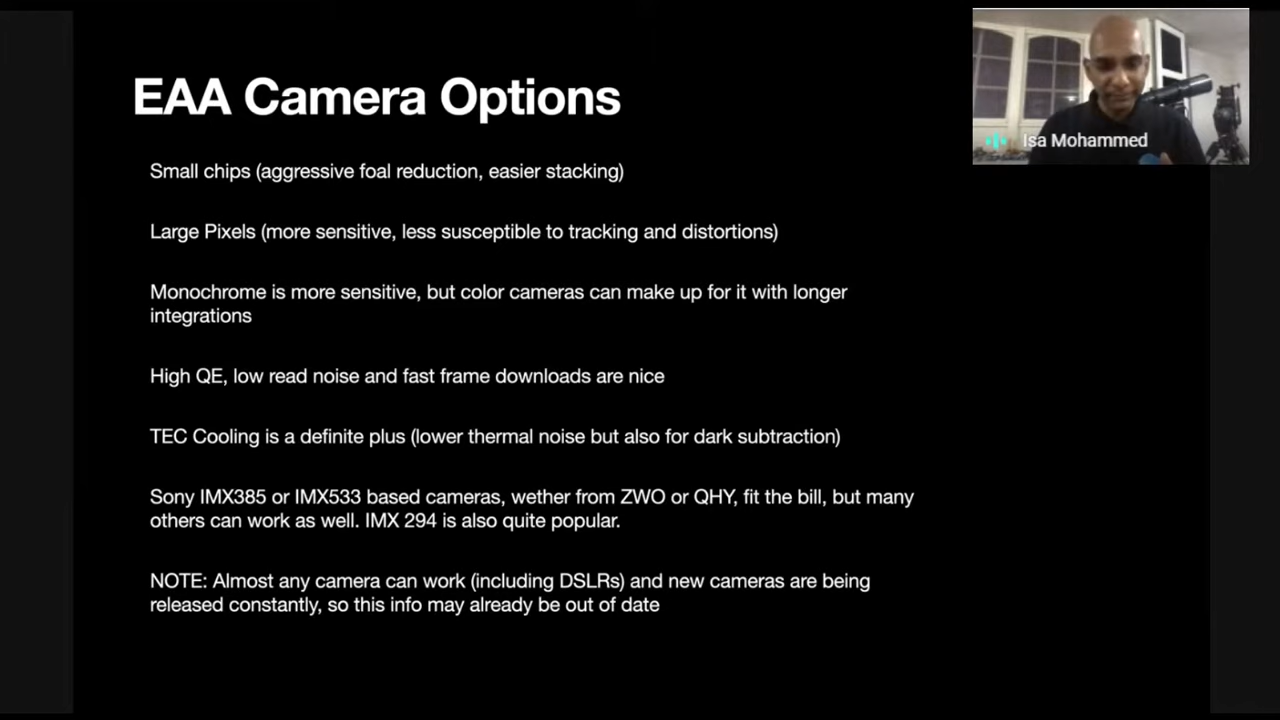 EAA Camera Options
Isa Mohammed
Small chips (aggressive foal reduction, easier stacking)
Large Pixels (more sensitive, less susceptible to tracking and distortions)
Monochrome is more sensitive, but color cameras can make up for it with longer
integrations
High QE, low read noise and fast frame downloads are nice
TEC Cooling is a definite plus (lower thermal noise but also for dark subtraction)
Sony IMX385 or IMX533 based cameras, wether from ZWO or QHY, fit the bill, but many
others can work as well. IMX 294 is also quite popular.
NOTE: Almost any camera can work (including DSLRs) and new cameras are being
released constantly, so this info may already be out of date